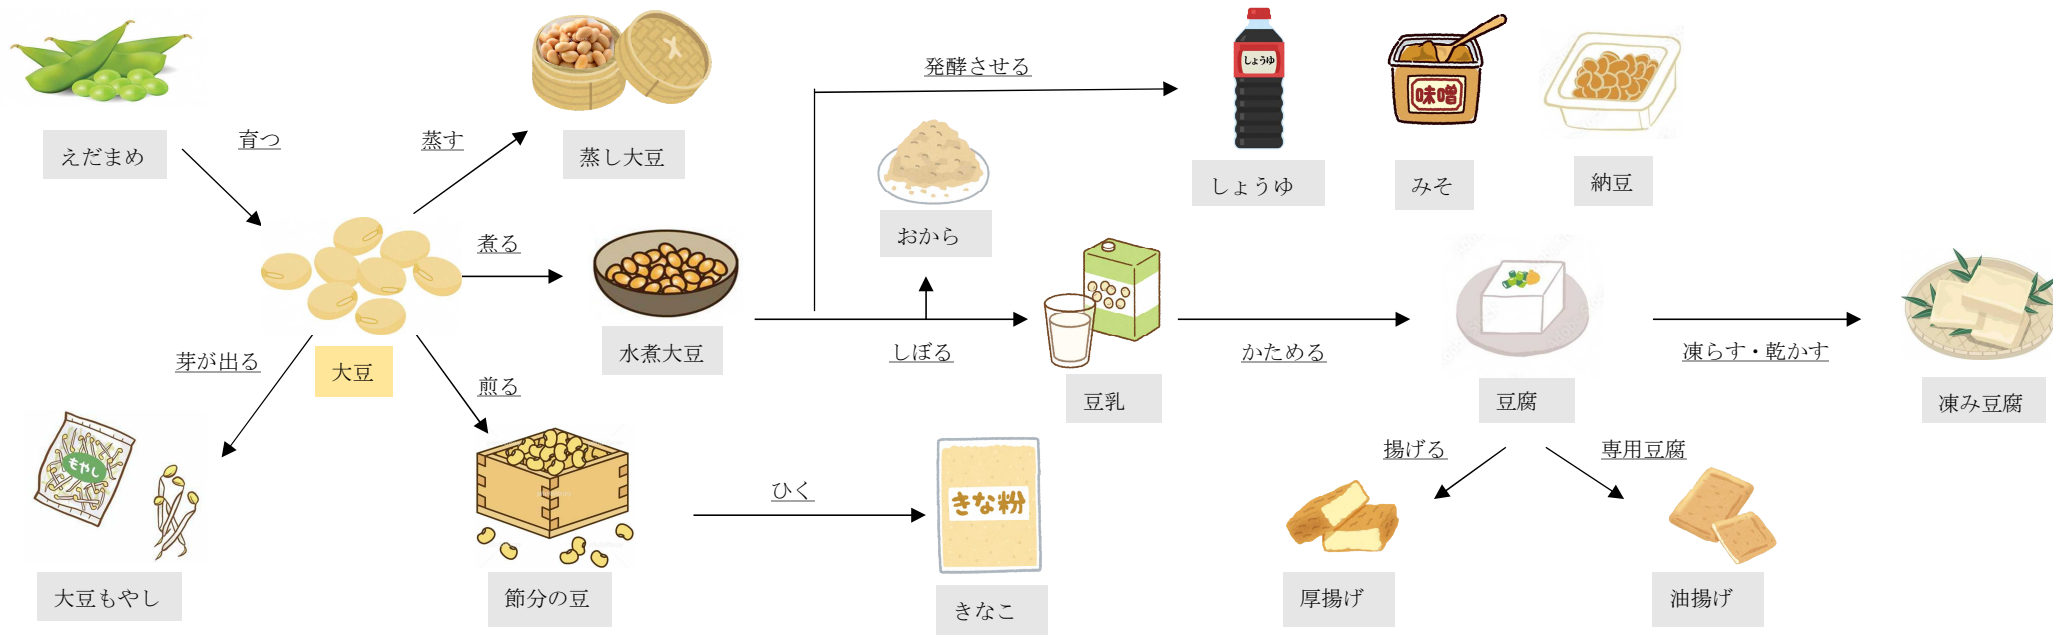 発酵させる
しょうゆ
味噌
育つ
蒸す
えだまめ
蒸し大豆
しょうゆ
みそ
納豆
煮る
おから
水煮大豆
しぼる
かためる
凍らす・乾かす
芽が出る
大豆
煎る
豆乳
豆腐
凍み豆腐
もやし
ひく
きな粉
揚げる
専用豆腐
大豆もやし
節分の豆
きなこ
厚揚げ
油揚げ